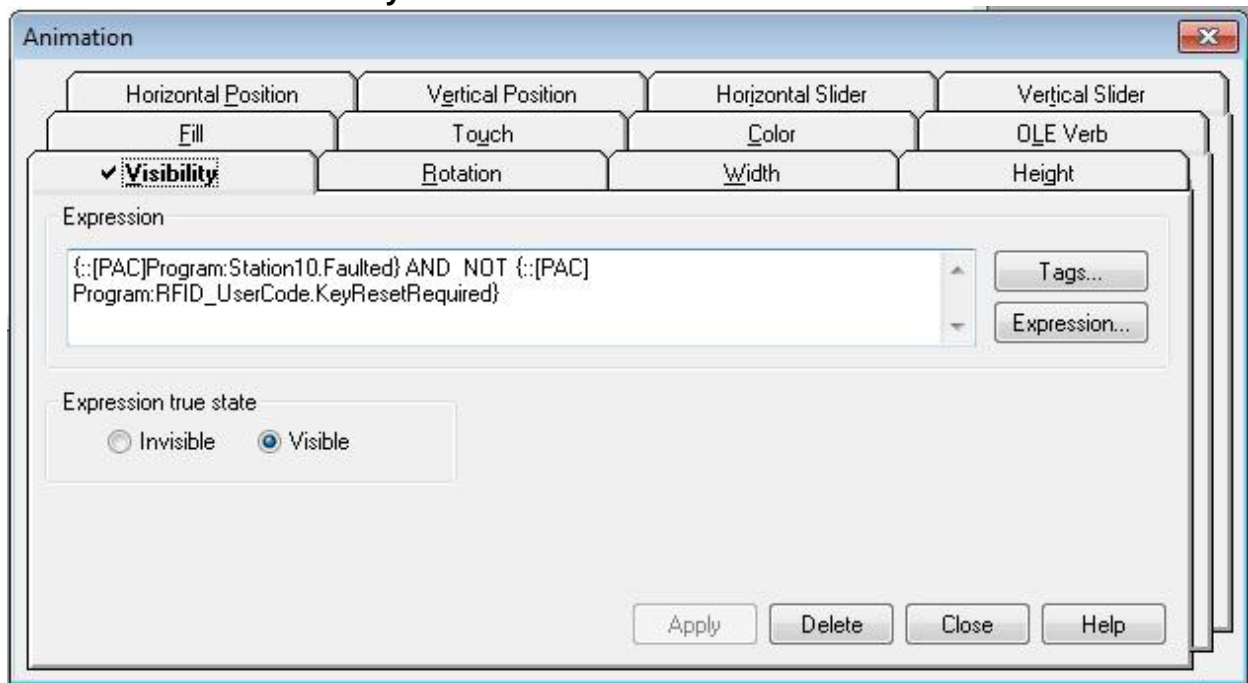 Animation
Horizontal Position Vertical Position Horizontal Slider Vertical Slider
Fill Touch Color OLE Verb
✓ Visibility Rotation Width Height
Expression
{::[PAC]Program:Station10.Faulted} AND  NOT {::[PAC]
Program:RFID_UserCode.KeyResetRequired}
Tags...
Expression...
Expression true state
Invisible Visible
Apply Delete Close Help